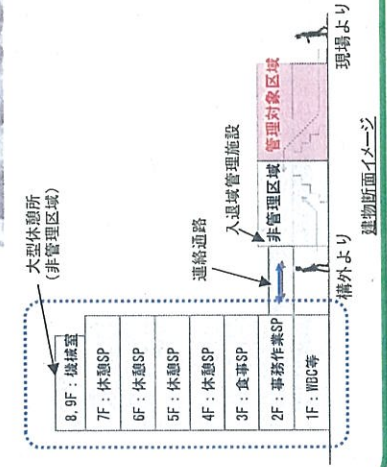 大型休憩所
(非管理区域)
8,9F：機械室
7F：休憩SP
6F：休憩SP
5F：休憩SP
4F：休憩SP
3F：食事SP
2F：事務作業SP
1F：WBC等
連絡通路
入退域管理施設
非管理区域
管理対象区域
構外より
現場より
建物断面イメージ